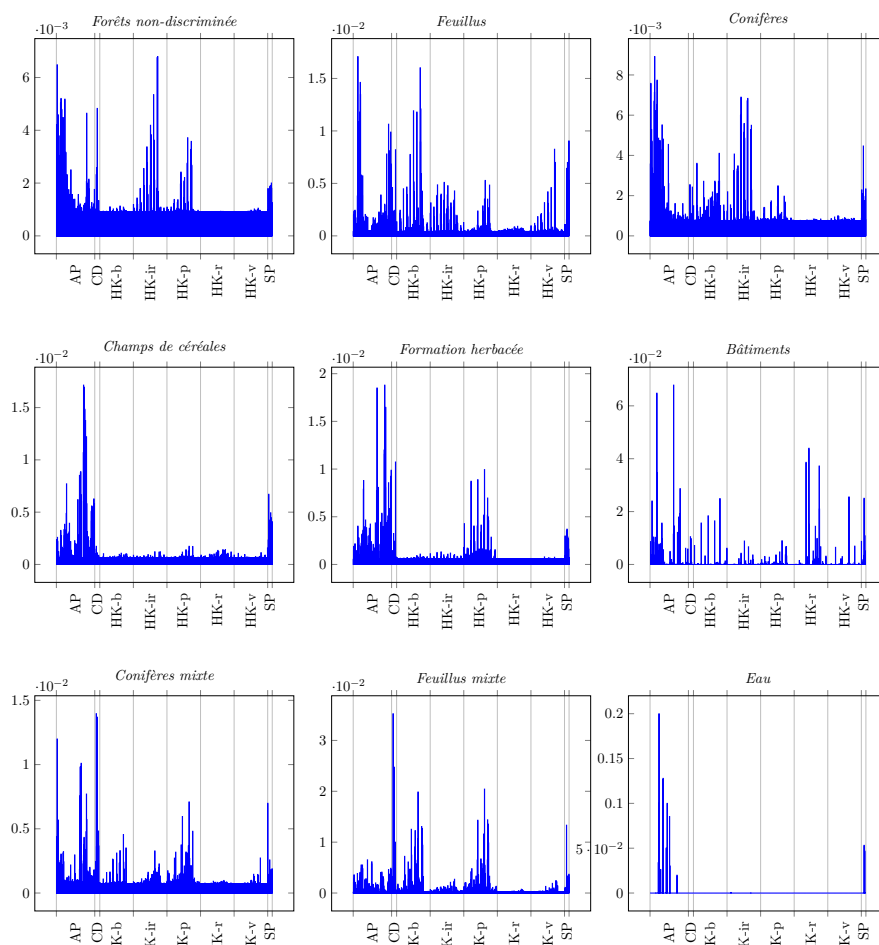 Forêts non-discriminée
·10⁻³
6
4
2
0
AP
CD
HK-b
HK-ir
HK-p
HK-r
HK-v
SP
Feuillus
·10⁻²
1.5
1
0.5
0
AP
CD
HK-b
HK-ir
HK-p
HK-r
HK-v
SP
Conifères
·10⁻³
8
6
4
2
0
AP
CD
HK-b
HK-ir
HK-p
HK-r
HK-v
SP
Champs de céréales
·10⁻²
1.5
1
0.5
0
AP
CD
HK-b
HK-ir
HK-p
HK-r
HK-v
SP
Formation herbacée
·10⁻²
2
1.5
1
0.5
0
AP
CD
HK-b
HK-ir
HK-p
HK-r
HK-v
SP
Bâtiments
·10⁻²
6
4
2
0
AP
CD
HK-b
HK-ir
HK-p
HK-r
HK-v
SP
Conifères mixte
·10⁻²
1.5
1
0.5
0
AP
CD
K-b
K-ir
K-p
K-r
K-v
SP
Feuillus mixte
·10⁻²
3
2
1
0
AP
CD
K-b
K-ir
K-p
K-r
K-v
SP
Eau
0.2
0.15
0.1
5 · 10⁻²
0
AP
CD
K-b
K-ir
K-p
K-r
K-v
SP